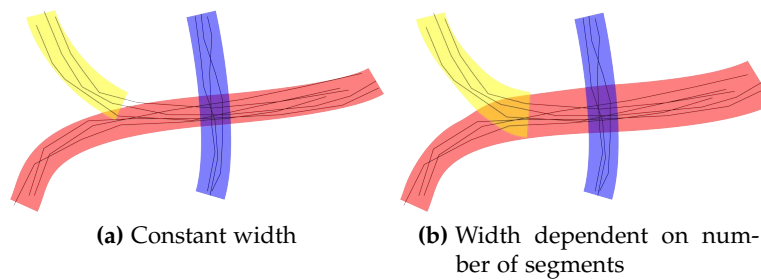 (a) Constant width
(b) Width dependent on num-
ber of segments